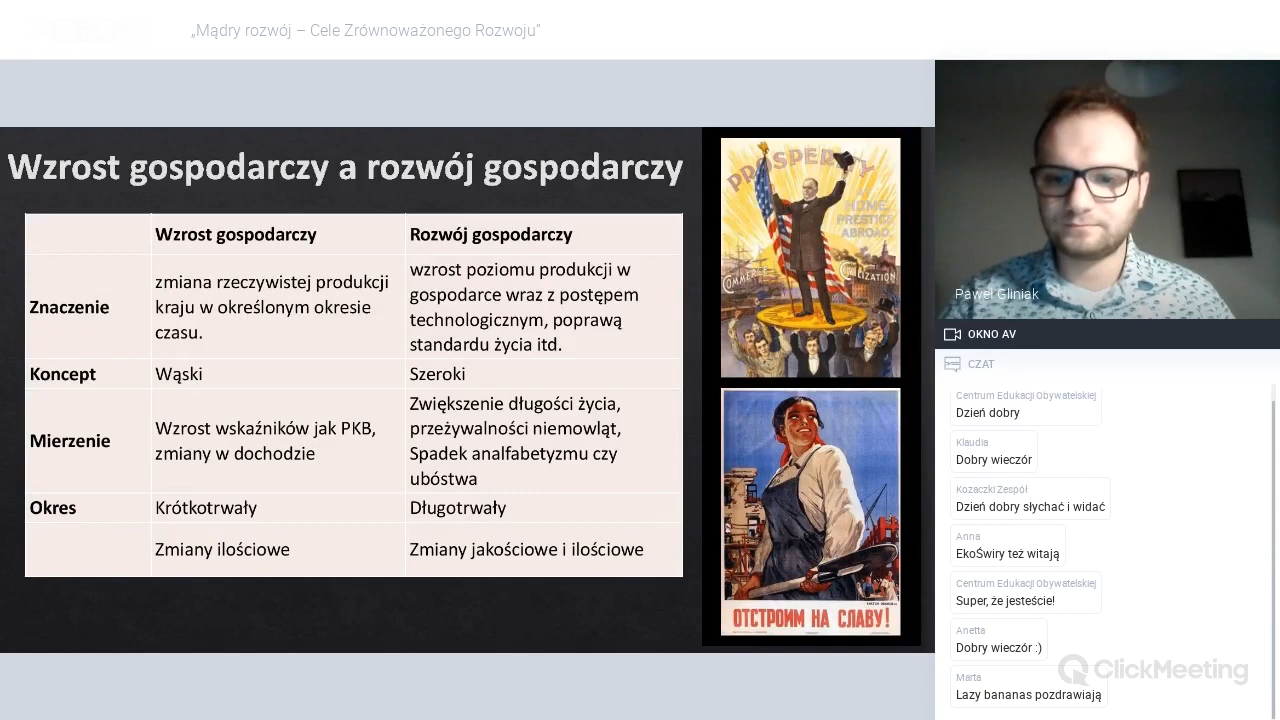 „Mądry rozwój – Cele Zrównoważonego Rozwoju”
Wzrost gospodarczy a rozwój gospodarczy
Wzrost gospodarczy
Rozwój gospodarczy
Znaczenie
zmiana rzeczywistej produkcji
kraju w określonym okresie
czasu.
wzrost poziomu produkcji w
gospodarce wraz z postępem
technologicznym, poprawą
standardu życia itd.
Koncept
Wąski
Szeroki
Mierzenie
Wzrost wskaźników jak PKB,
zmiany w dochodzie
Zwiększenie długości życia,
przeżywalności niemowląt,
Spadek analfabetyzmu czy
ubóstwa
Okres
Krótkotrwały
Długotrwały
Zmiany ilościowe
Zmiany jakościowe i ilościowe
PROSPERITY
AT
HOME,
PRESTIGE
ABROAD.
COMMERCE
CIVILIZATION
ОТСТРОИМ НА СЛАВУ!
Paweł Gliniak
OKNO AV
CZAT
Centrum Edukacji Obywatelskiej
Dzień dobry
Klaudia
Dobry wieczór
Kozaczki Zespół
Dzień dobry słychać i widać
Anna
EkoŚwiry też witają
Centrum Edukacji Obywatelskiej
Super, że jesteście!
Anetta
Dobry wieczór :)
Marta
Lazy bananas pozdrawiają
ClickMeeting